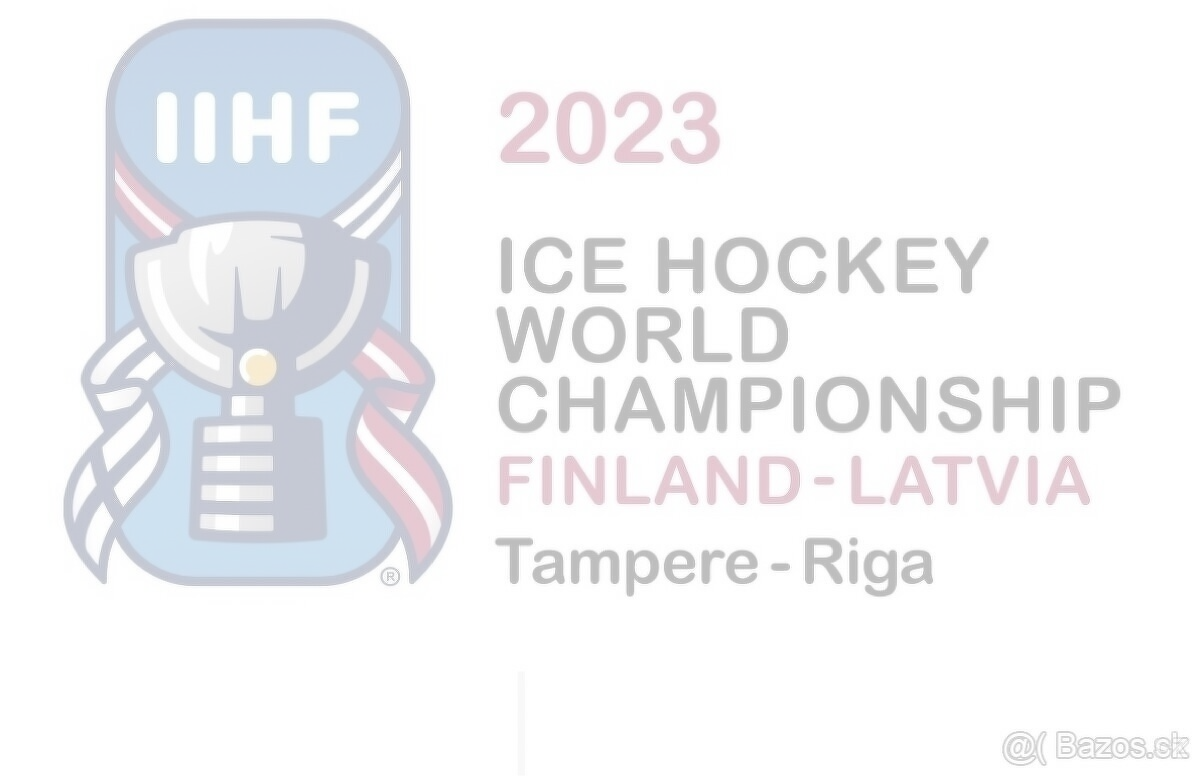 IIHF
2023
ICE HOCKEY
WORLD
CHAMPIONSHIP
FINLAND - LATVIA
Tampere - Riga
®
@( Bazos.sk